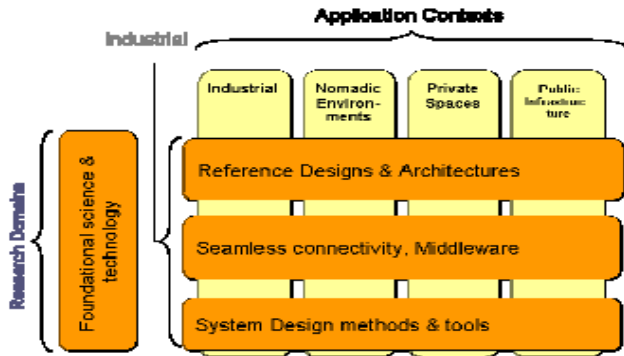 Application Contexts
Industrial
Industrial
Nomadic
Environ-
ments
Private
Spaces
Public
Infrastruc
ture
Research Domains
Foundational science &
technology
Reference Designs & Architectures
Seamless connectivity, Middleware
System Design methods & tools